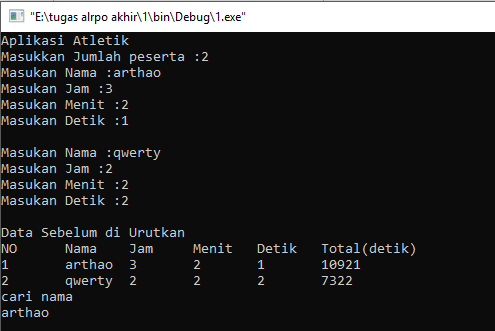 "E:\tugas alrpo akhir\1\bin\Debug\1.exe"
Aplikasi Atletik
Masukkan Jumlah peserta :2
Masukan Nama :arthao
Masukan Jam :3
Masukan Menit :2
Masukan Detik :1
Masukan Nama :qwerty
Masukan Jam :2
Masukan Menit :2
Masukan Detik :2
Data Sebelum di Urutkan
NO Nama Jam Menit Detik Total(detik)
1 arthao 3 2 1 10921
2 qwerty 2 2 2 7322
cari nama
arthao